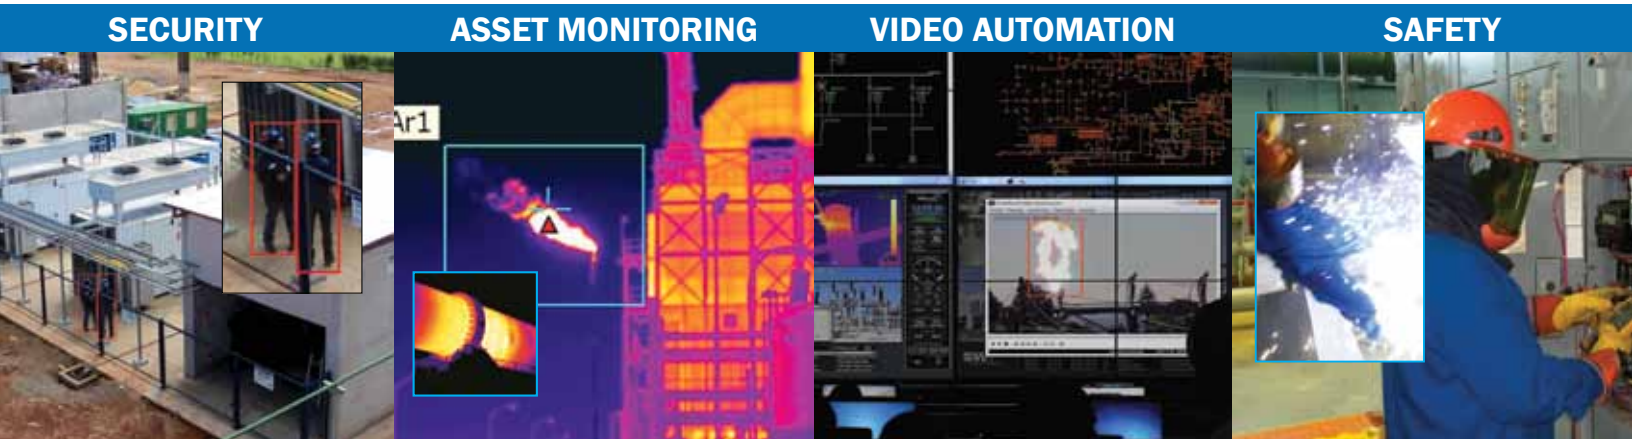 SECURITY
ASSET MONITORING
VIDEO AUTOMATION
SAFETY
Ar1